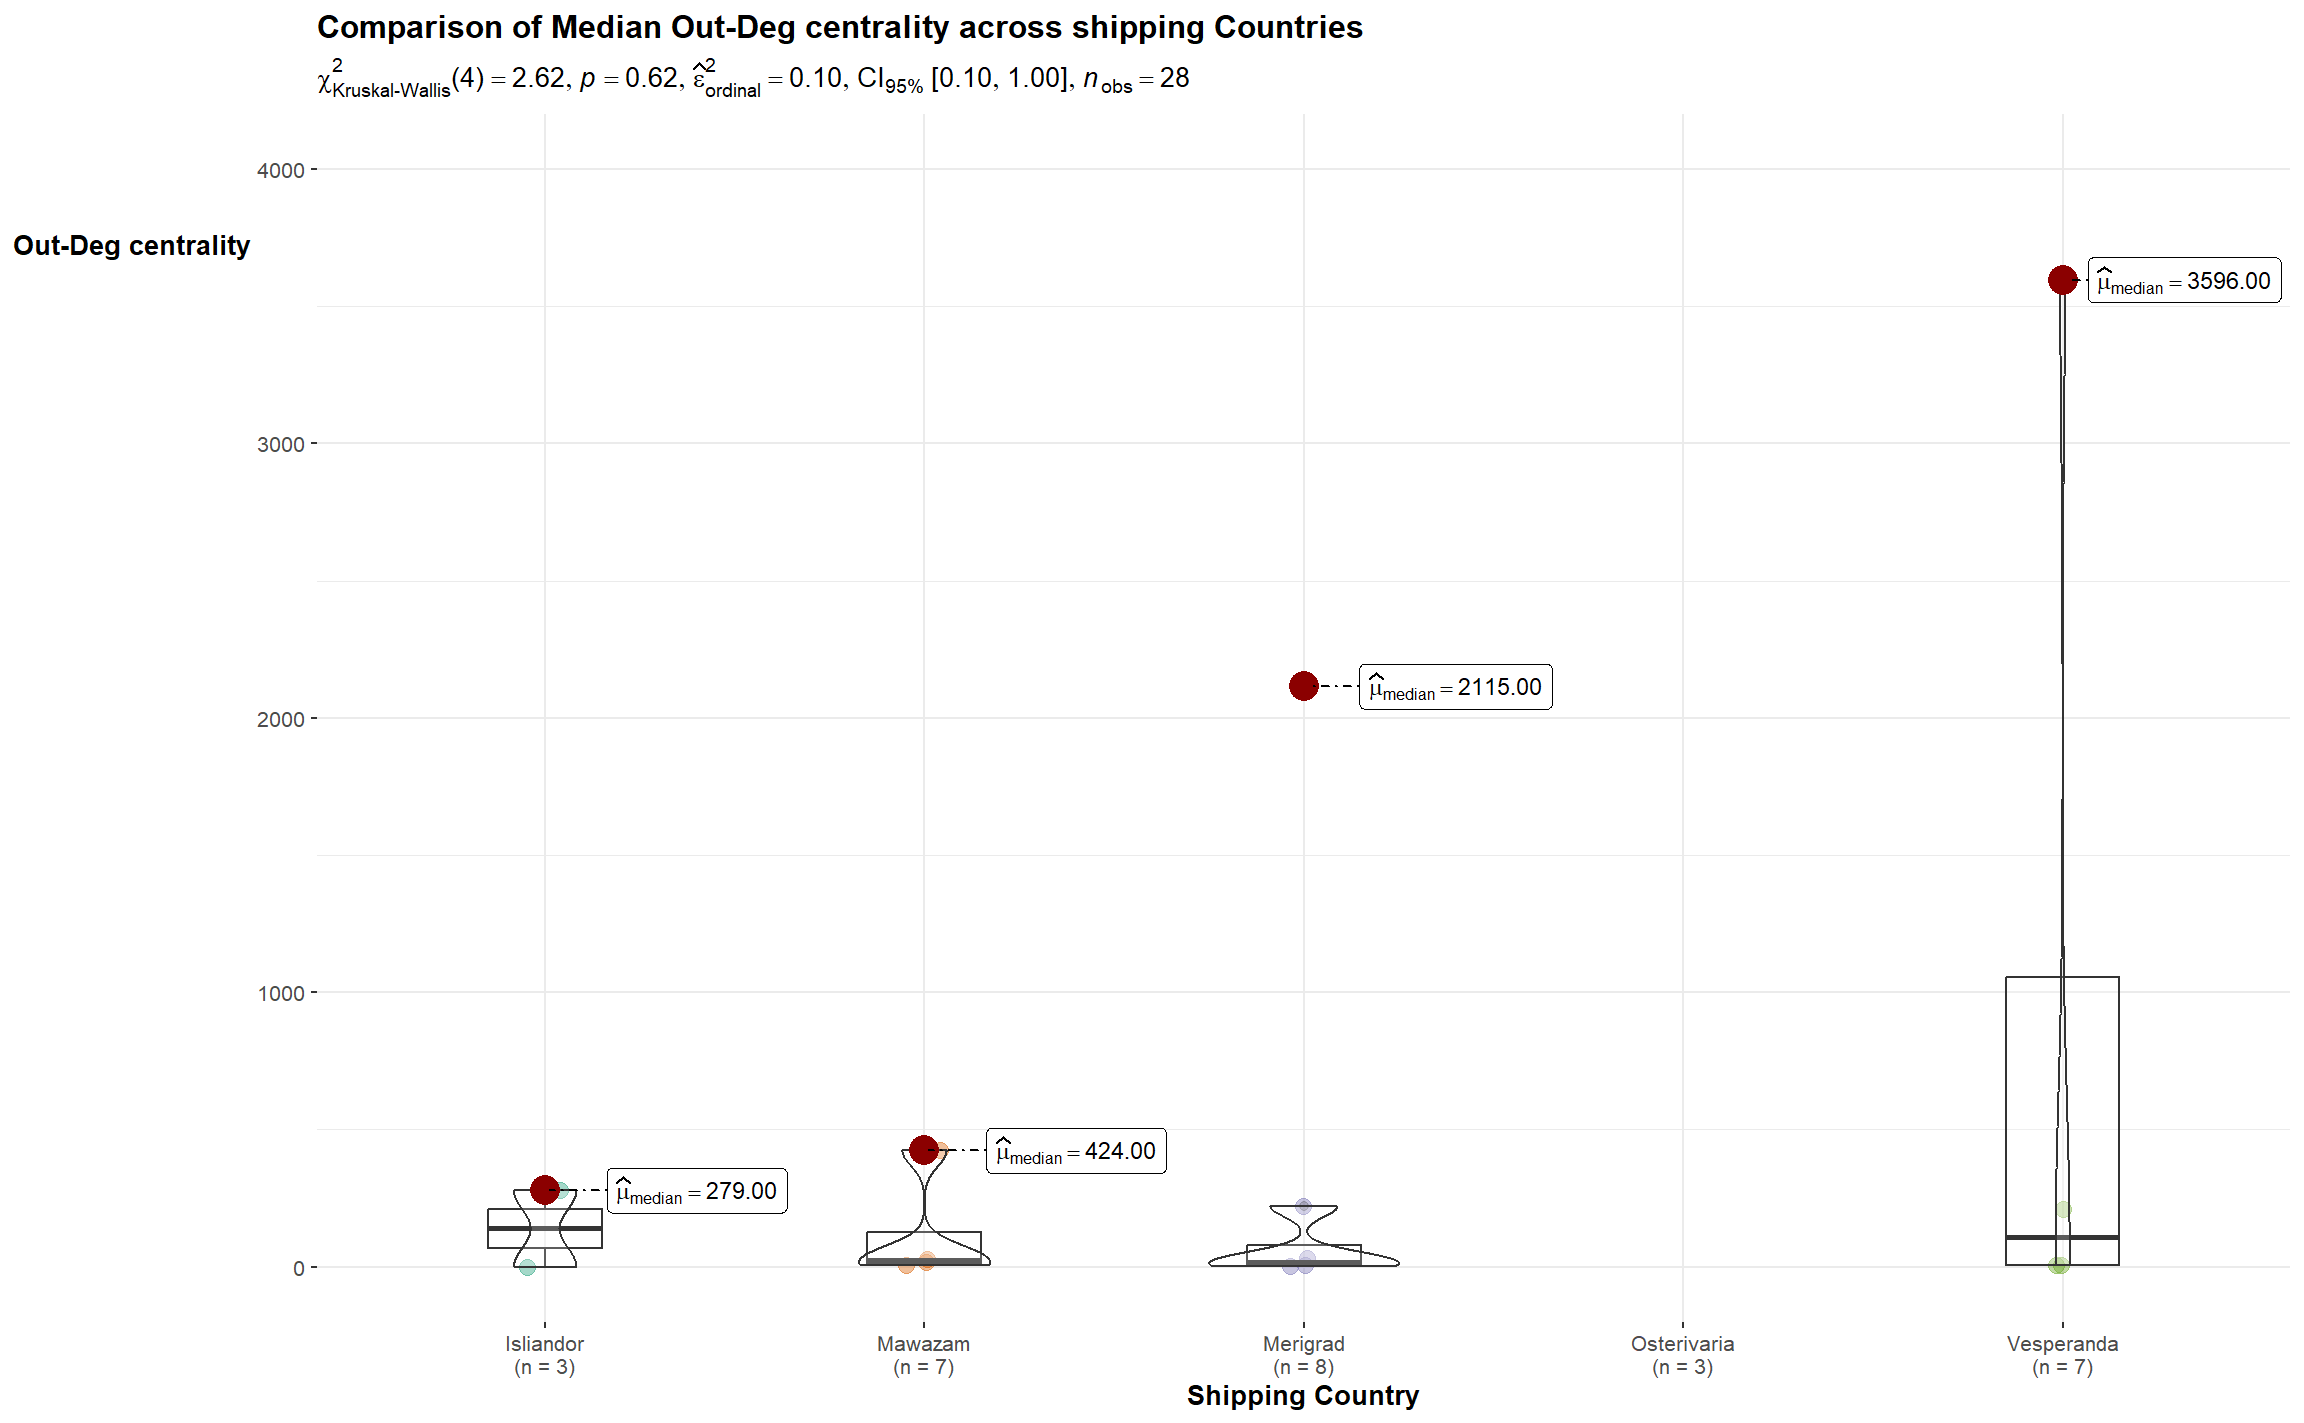 Comparison of Median Out-Deg centrality across shipping Countries
χ²Kruskal-Wallis(4) = 2.62, p = 0.62, ε̂²ordinal = 0.10, CI95% [0.10, 1.00], nobs = 28
4000
Out-Deg centrality
μ̂median = 3596.00
3000
μ̂median = 2115.00
2000
1000
μ̂median = 424.00
μ̂median = 279.00
0
Isliandor
(n = 3)
Mawazam
(n = 7)
Merigrad
(n = 8)
Osterivaria
(n = 3)
Vesperanda
(n = 7)
Shipping Country